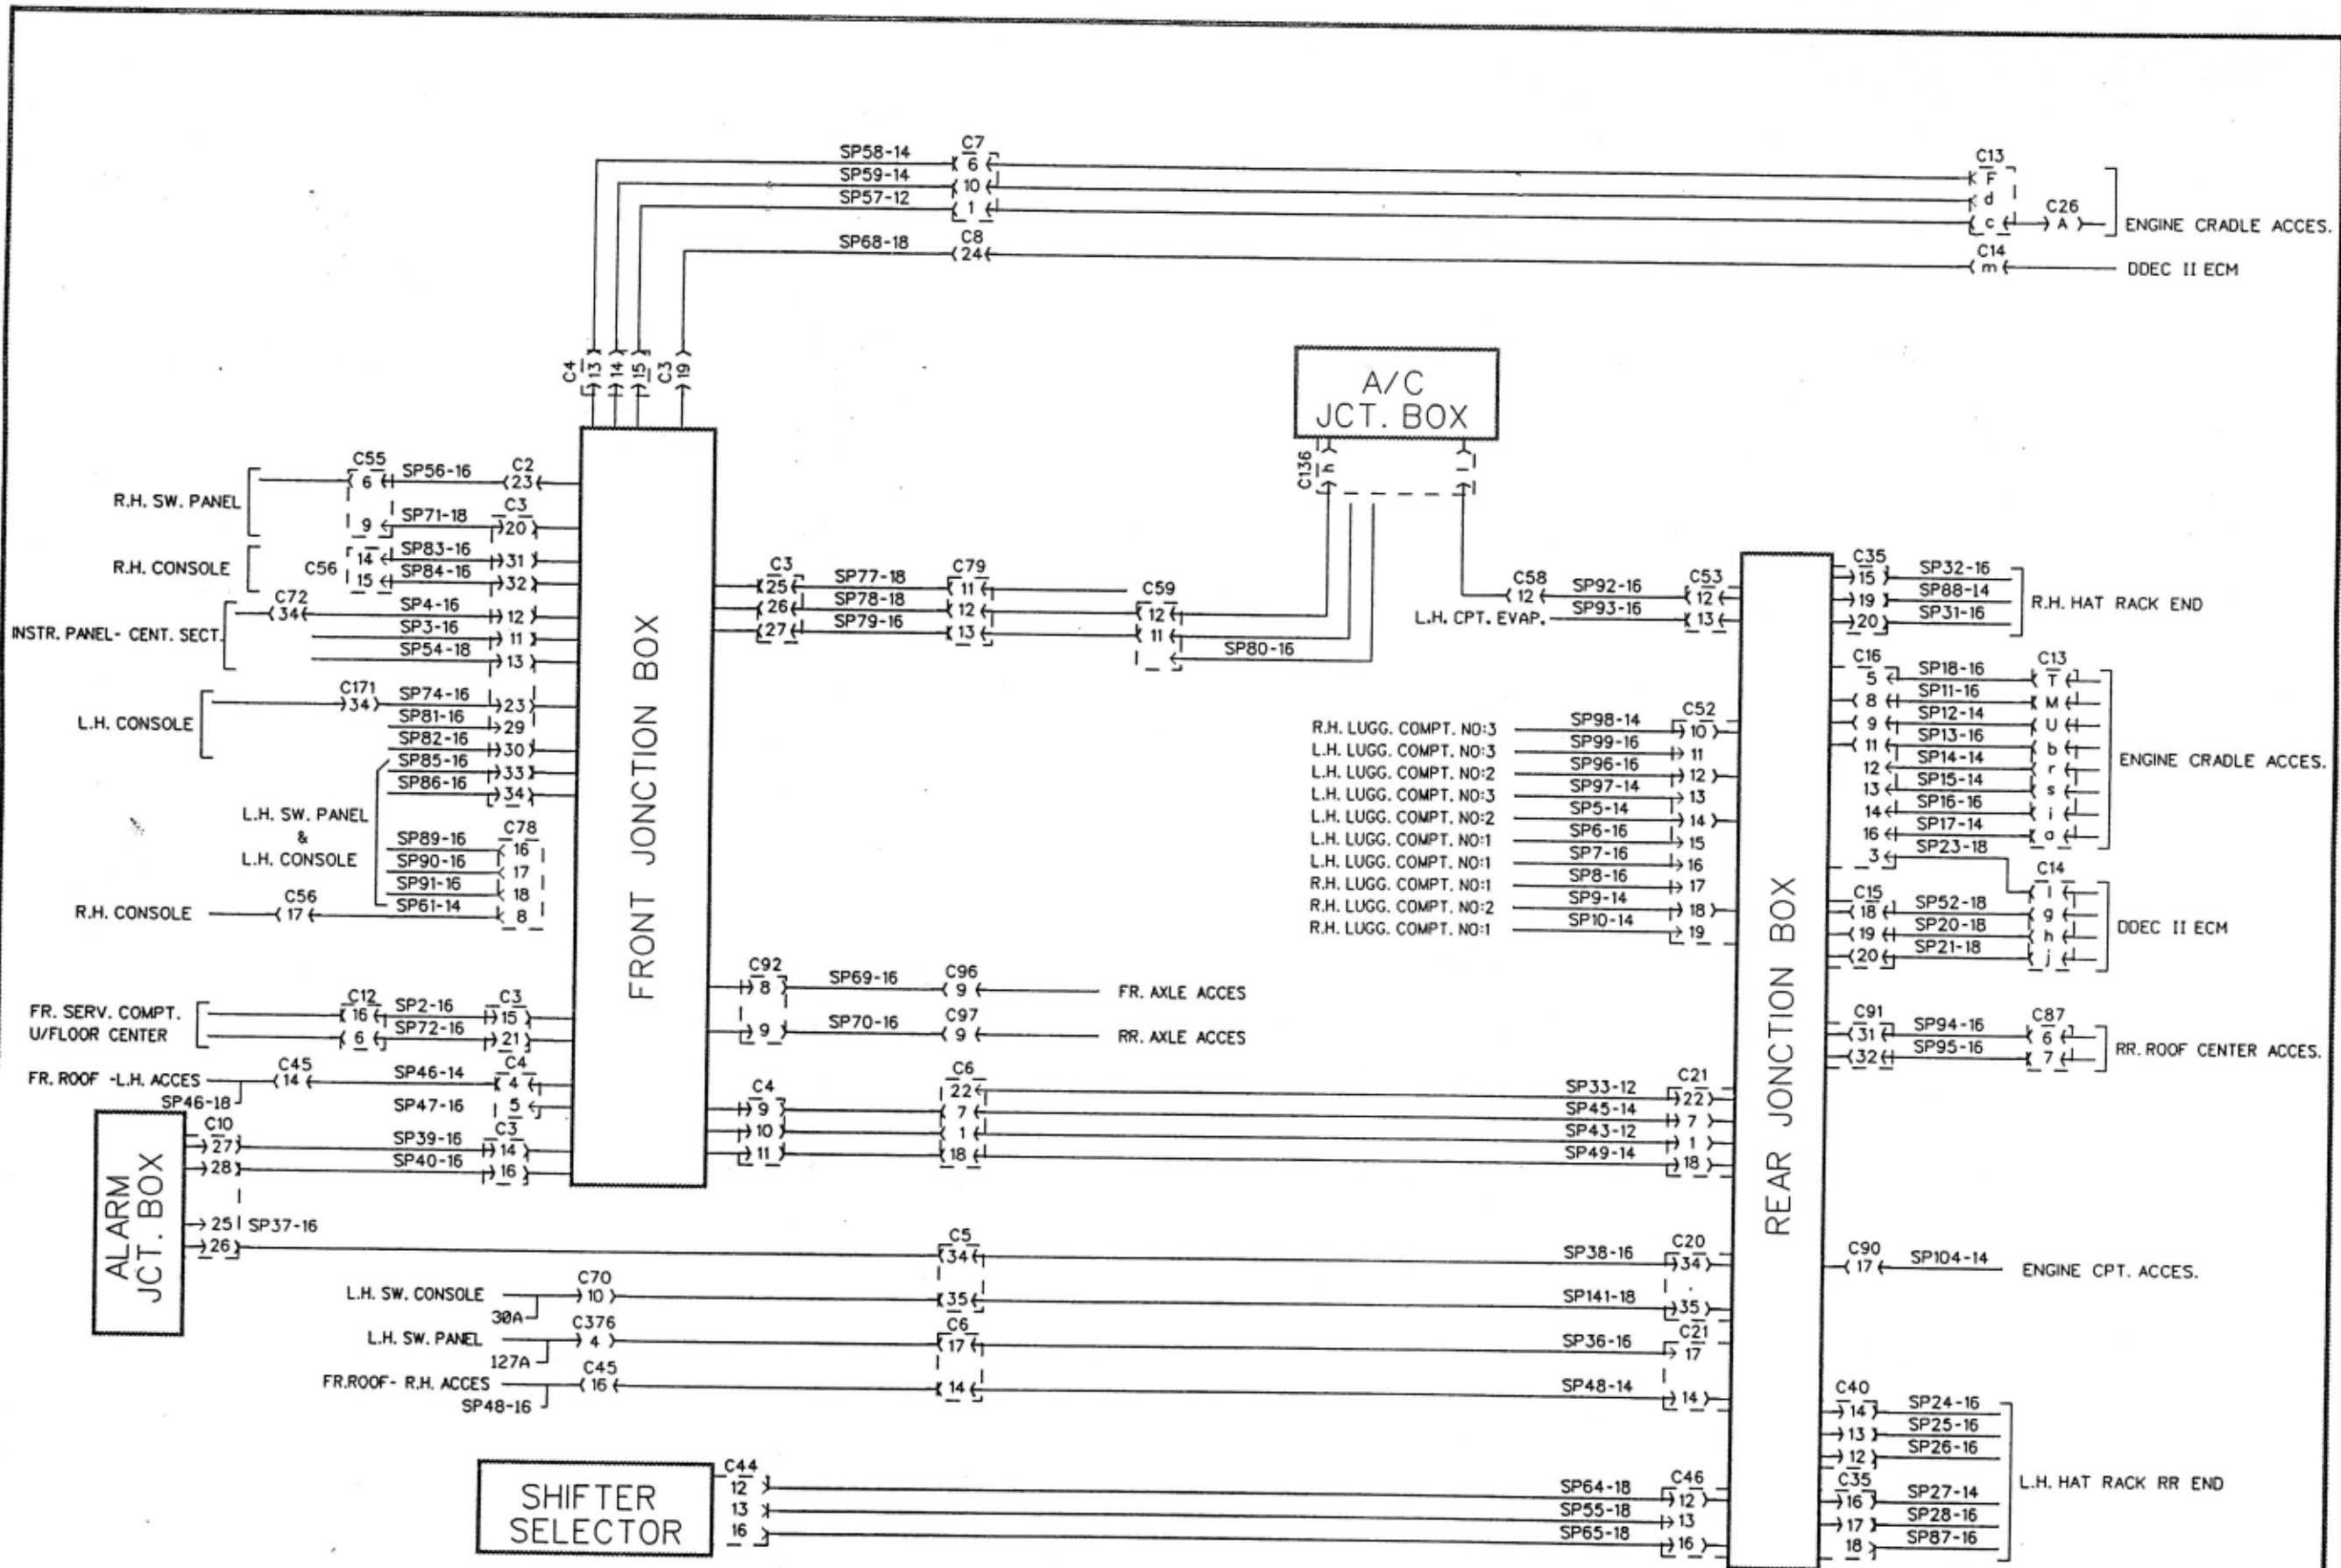 SP58-14 C7 6
SP59-14 10
SP57-12 1
SP68-18 C8 24
C13 F
d
c C26 A
ENGINE CRADLE ACCES.
C14 m DDEC II ECM
C4 13 14 15 C3 19
A/C
JCT. BOX
C136 h
FRONT JONCTION BOX
R.H. SW. PANEL
C55 6 SP56-16 C2 23
9 SP71-18 C3 20
R.H. CONSOLE
C56 14 SP83-16 31
15 SP84-16 32
INSTR. PANEL- CENT. SECT.
C72 34 SP4-16 12
SP3-16 11
SP54-18 13
L.H. CONSOLE
C171 34 SP74-16 23
SP81-16 29
SP82-16 30
SP85-16 33
SP86-16 34
L.H. SW. PANEL
&
L.H. CONSOLE
C78
SP89-16 16
SP90-16 17
SP91-16 18
R.H. CONSOLE C56 17 SP61-14 8
FR. SERV. COMPT.
U/FLOOR CENTER
C12 16 SP2-16 C3 15
6 SP72-16 21
FR. ROOF -L.H. ACCES C45 14 SP46-14 C4 4
SP46-18
SP47-16 5
ALARM
JCT. BOX
C10 27 SP39-16 C3 14
28 SP40-16 16
25 SP37-16
26
C3 25 SP77-18 C79 11
26 SP78-18 12 C59 12
27 SP79-16 13 11
SP80-16
C58 12 SP92-16 C53 12
L.H. CPT. EVAP. SP93-16 13
R.H. LUGG. COMPT. NO:3 SP98-14 C52 10
L.H. LUGG. COMPT. NO:3 SP99-16 11
L.H. LUGG. COMPT. NO:2 SP96-16 12
L.H. LUGG. COMPT. NO:3 SP97-14 13
L.H. LUGG. COMPT. NO:2 SP5-14 14
L.H. LUGG. COMPT. NO:1 SP6-16 15
L.H. LUGG. COMPT. NO:1 SP7-16 16
R.H. LUGG. COMPT. NO:1 SP8-16 17
R.H. LUGG. COMPT. NO:2 SP9-14 18
R.H. LUGG. COMPT. NO:1 SP10-14 19
C92 8 SP69-16 C96 9 FR. AXLE ACCES
9 SP70-16 C97 9 RR. AXLE ACCES
C6 22 SP33-12 C21 22
C4 9 7 SP45-14 7
10 1 SP43-12 1
11 18 SP49-14 18
C5 34 SP38-16 C20 34
L.H. SW. CONSOLE C70 10 35 SP141-18 35
30A
L.H. SW. PANEL C376 4 C6 17 SP36-16 C21 17
127A
FR.ROOF- R.H. ACCES C45 16 14 SP48-14 14
SP48-16
SHIFTER
SELECTOR
C44 12 SP64-18 C46 12
13 SP55-18 13
16 SP65-18 16
REAR JONCTION BOX
C35 15 SP32-16
19 SP88-14
20 SP31-16
R.H. HAT RACK END
C16 5 SP18-16 C13 T
8 SP11-16 M
9 SP12-14 U
11 SP13-16 b
12 SP14-14 r
13 SP15-14 s
14 SP16-16 i
16 SP17-14 a
ENGINE CRADLE ACCES.
3 SP23-18 C14 l
C15 18 SP52-18 g
19 SP20-18 h
20 SP21-18 j
DDEC II ECM
C91 31 SP94-16 C87 6
32 SP95-16 7
RR. ROOF CENTER ACCES.
C90 17 SP104-14 ENGINE CPT. ACCES.
C40 14 SP24-16
13 SP25-16
12 SP26-16
C35 16 SP27-14
17 SP28-16
18 SP87-16
L.H. HAT RACK RR END